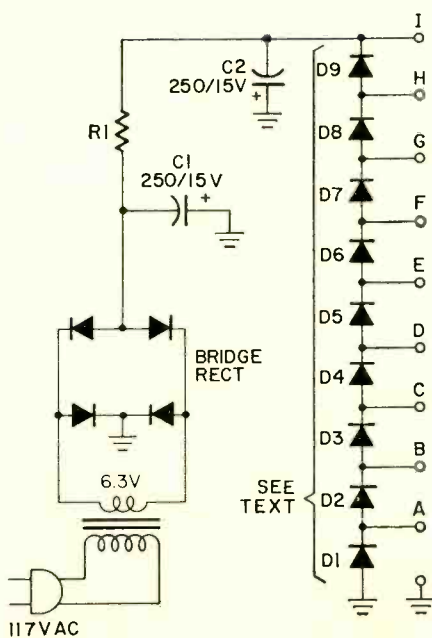 I
C2
250/15V
+
D9
H
R1
D8
G
C1
250/15V
+
D7
F
D6
E
BRIDGE
RECT
D5
D
D4
C
D3
B
6.3V
SEE
TEXT
D2
A
D1
117VAC